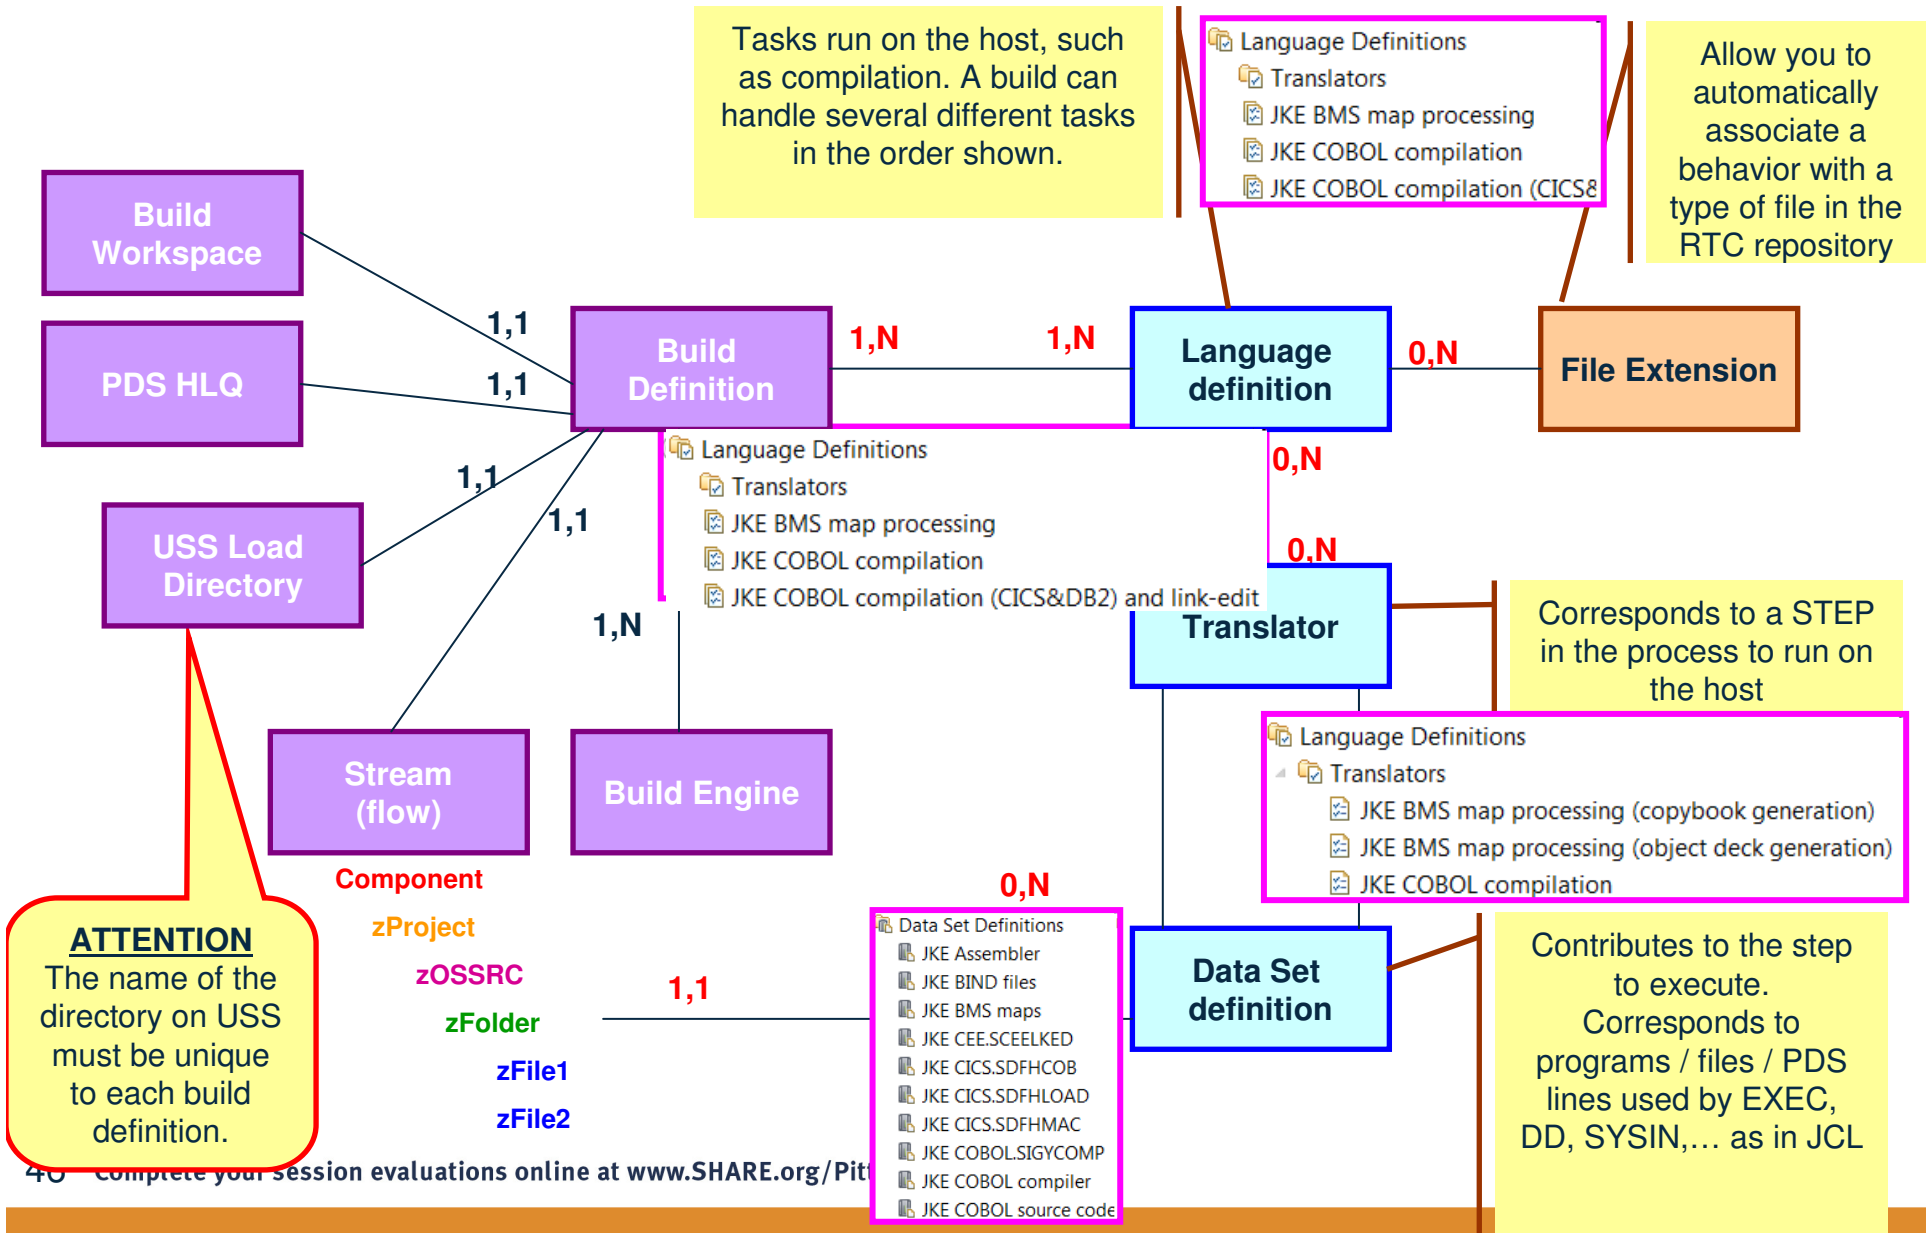 Tasks run on the host, such
as compilation. A build can
handle several different tasks
in the order shown.
Language Definitions
Translators
JKE BMS map processing
JKE COBOL compilation
JKE COBOL compilation (CICS&
Allow you to
automatically
associate a
behavior with a
type of file in the
RTC repository
Build
Workspace
1,1
PDS HLQ
1,1
Build
Definition
1,N
1,N
Language
definition
0,N
File Extension
Language Definitions
Translators
JKE BMS map processing
JKE COBOL compilation
JKE COBOL compilation (CICS&DB2) and link-edit
0,N
0,N
1,1
1,1
USS Load
Directory
1,N
Translator
Corresponds to a STEP
in the process to run on
the host
Language Definitions
Translators
JKE BMS map processing (copybook generation)
JKE BMS map processing (object deck generation)
JKE COBOL compilation
Stream
(flow)
Build Engine
Component
zProject
zOSSRC
zFolder
zFile1
zFile2
1,1
0,N
Data Set Definitions
JKE Assembler
JKE BIND files
JKE BMS maps
JKE CEE.SCEELKED
JKE CICS.SDFHCOB
JKE CICS.SDFHLOAD
JKE CICS.SDFHMAC
JKE COBOL.SIGYCOMP
JKE COBOL compiler
JKE COBOL source code
Data Set
definition
Contributes to the step
to execute.
Corresponds to
programs / files / PDS
lines used by EXEC,
DD, SYSIN,… as in JCL
ATTENTION
The name of the
directory on USS
must be unique
to each build
definition.
Complete your session evaluations online at www.SHARE.org/Pitt